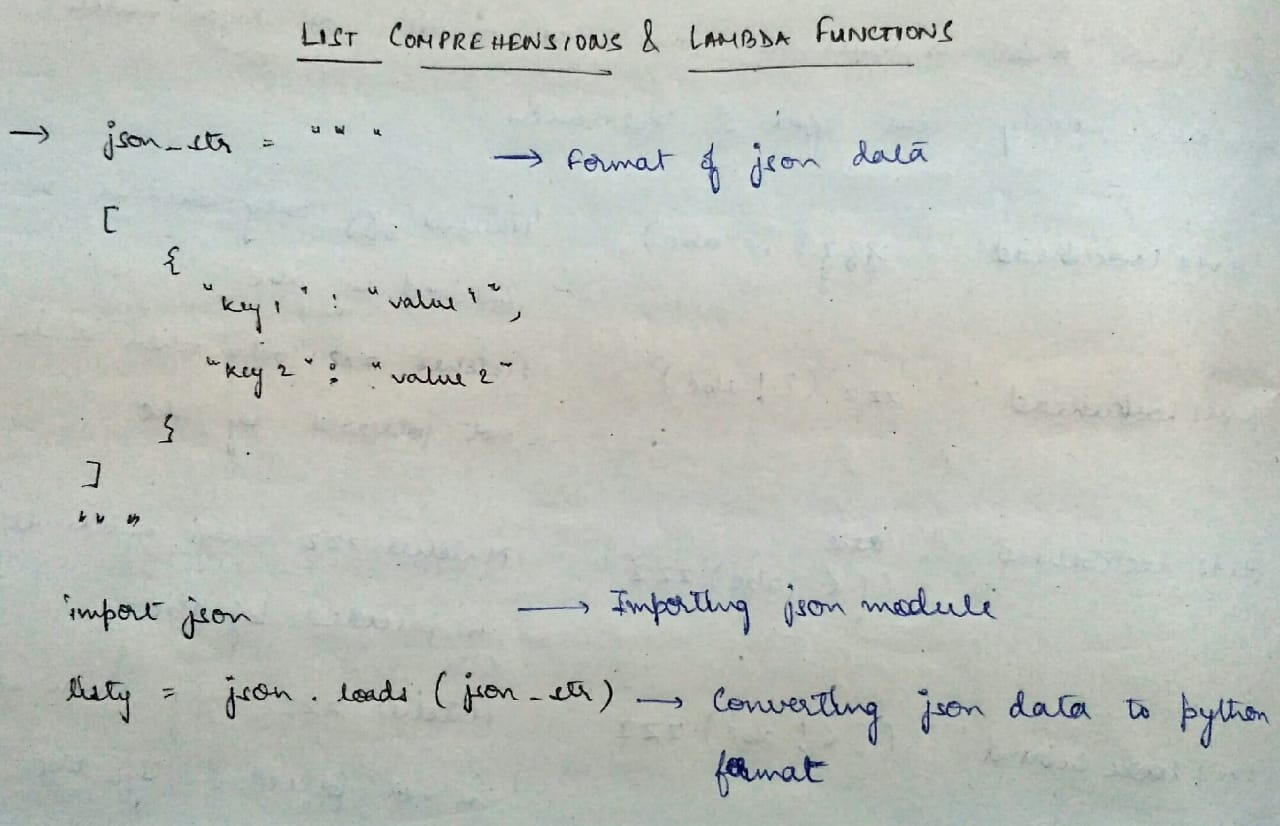 LIST COMPREHENSIONS & LAMBDA FUNCTIONS
→ json_str = """ → Format of json data
[
{
"key1" : "value1",
"key2" : "value2"
}
]
"""
import json → Importing json module
listy = json.loads(json_str) → Converting json data to python
format